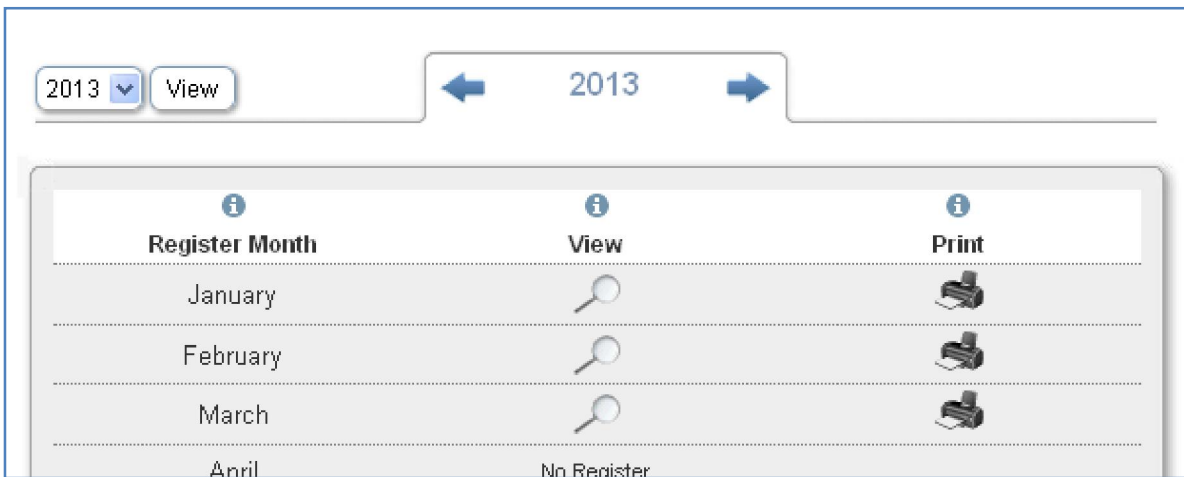 2013 View
2013
Register Month View Print
January
February
March
April No Register